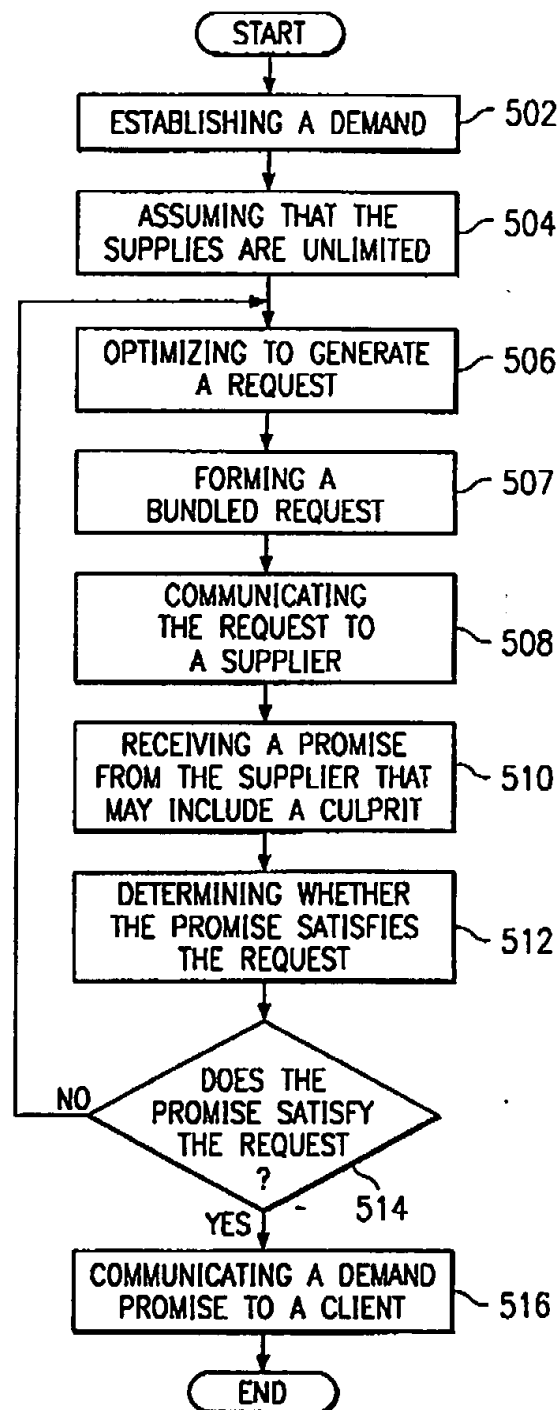 START
ESTABLISHING A DEMAND
502
ASSUMING THAT THE
SUPPLIES ARE UNLIMITED
504
OPTIMIZING TO GENERATE
A REQUEST
506
FORMING A
BUNDLED REQUEST
507
COMMUNICATING
THE REQUEST TO
A SUPPLIER
508
RECEIVING A PROMISE
FROM THE SUPPLIER THAT
MAY INCLUDE A CULPRIT
510
DETERMINING WHETHER
THE PROMISE SATISFIES
THE REQUEST
512
DOES THE
PROMISE SATISFY
THE REQUEST
?
NO
514
YES
COMMUNICATING A DEMAND
PROMISE TO A CLIENT
516
END